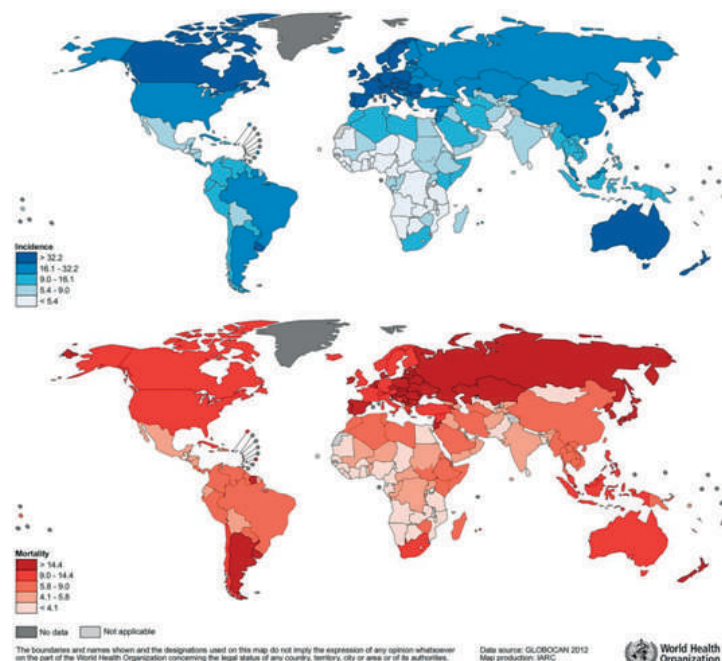 Incidence
> 32.2
16.1 - 32.2
9.0 - 16.1
5.4 - 9.0
< 5.4
Mortality
> 14.4
9.0 - 14.4
5.8 - 9.0
4.1 - 5.8
< 4.1
No data
Not applicable
The boundaries and names shown and the designations used on this map do not imply the expression of any opinion whatsoever
on the part of the World Health Organization concerning the legal status of any country, territory, city or area or of its authorities,
Data source: GLOBOCAN 2012
Map production: IARC
World Health
Organization